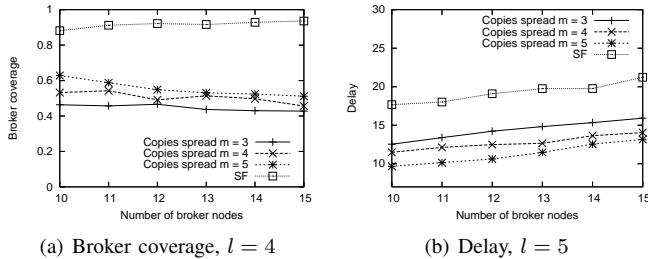 1
0.8
0.6
0.4
0.2
0
Broker coverage
Copies spread m = 3
Copies spread m = 4
Copies spread m = 5
SF
10 11 12 13 14 15
Number of broker nodes
(a) Broker coverage, l = 4
30
25
20
15
10
Delay
Copies spread m = 3
Copies spread m = 4
Copies spread m = 5
SF
10 11 12 13 14 15
Number of broker nodes
(b) Delay, l = 5